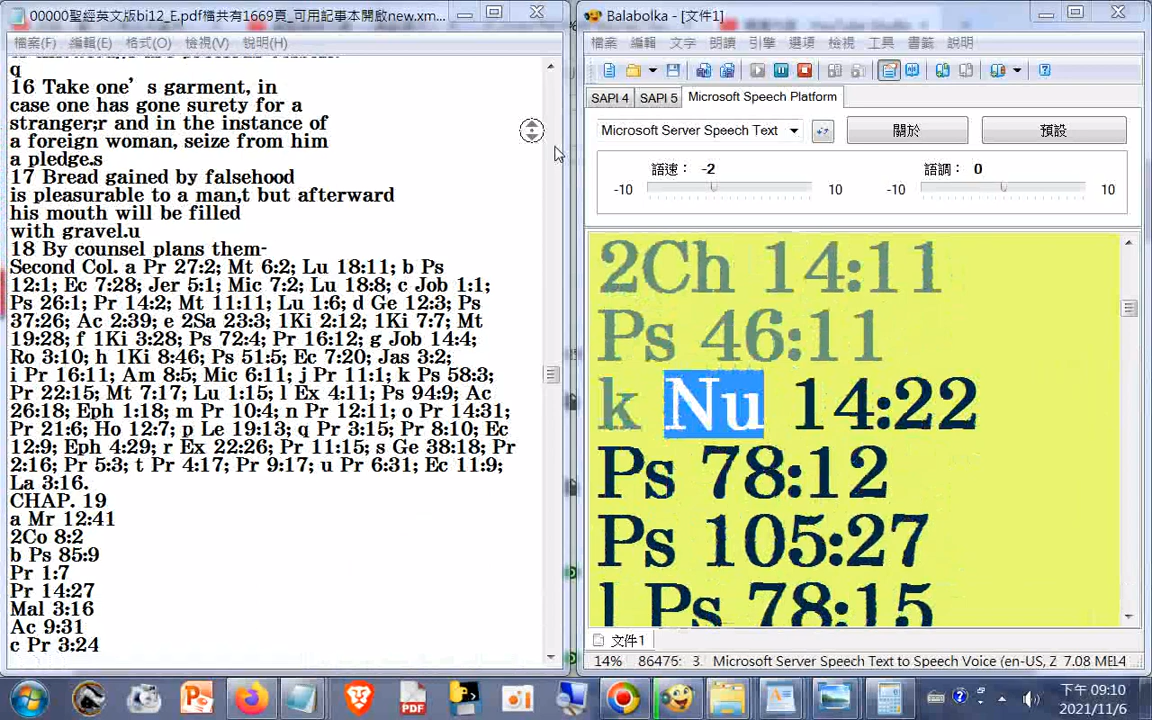 00000聖經英文版bi12_E.pdf檔共有1669頁_可用記事本開啟new.xm...
檔案(F) 編輯(E) 格式(O) 檢視(V) 說明(H)
q
16 Take one’s garment, in
case one has gone surety for a
stranger;r and in the instance of
a foreign woman, seize from him
a pledge.s
17 Bread gained by falsehood
is pleasurable to a man,t but afterward
his mouth will be filled
with gravel.u
18 By counsel plans them-
Second Col. a Pr 27:2; Mt 6:2; Lu 18:11; b Ps
12:1; Ec 7:28; Jer 5:1; Mic 7:2; Lu 18:8; c Job 1:1;
Ps 26:1; Pr 14:2; Mt 11:11; Lu 1:6; d Ge 12:3; Ps
37:26; Ac 2:39; e 2Sa 23:3; 1Ki 2:12; 1Ki 7:7; Mt
19:28; f 1Ki 3:28; Ps 72:4; Pr 16:12; g Job 14:4;
Ro 3:10; h 1Ki 8:46; Ps 51:5; Ec 7:20; Jas 3:2;
i Pr 16:11; Am 8:5; Mic 6:11; j Pr 11:1; k Ps 58:3;
Pr 22:15; Mt 7:17; Lu 1:15; l Ex 4:11; Ps 94:9; Ac
26:18; Eph 1:18; m Pr 10:4; n Pr 12:11; o Pr 14:31;
Pr 21:6; Ho 12:7; p Le 19:13; q Pr 3:15; Pr 8:10; Ec
12:9; Eph 4:29; r Ex 22:26; Pr 11:15; s Ge 38:18; Pr
2:16; Pr 5:3; t Pr 4:17; Pr 9:17; u Pr 6:31; Ec 11:9;
La 3:16.
CHAP. 19
a Mr 12:41
2Co 8:2
b Ps 85:9
Pr 1:7
Pr 14:27
Mal 3:16
Ac 9:31
c Pr 3:24
Balabolka - [文件1]
檔案 編輯 文字 朗讀 引擎 選項 檢視 工具 書籤 說明
SAPI 4 SAPI 5 Microsoft Speech Platform
Microsoft Server Speech Text 關於 預設
語速： -2 語調： 0
-10 10 -10 10
2Ch 14:11
Ps 46:11
k Nu 14:22
Ps 78:12
Ps 105:27
l Ps 78:15
文件1
14% 86475: 3 Microsoft Server Speech Text to Speech Voice (en-US, Z 7.08 ME
PDF
下午 09:10
2021/11/6